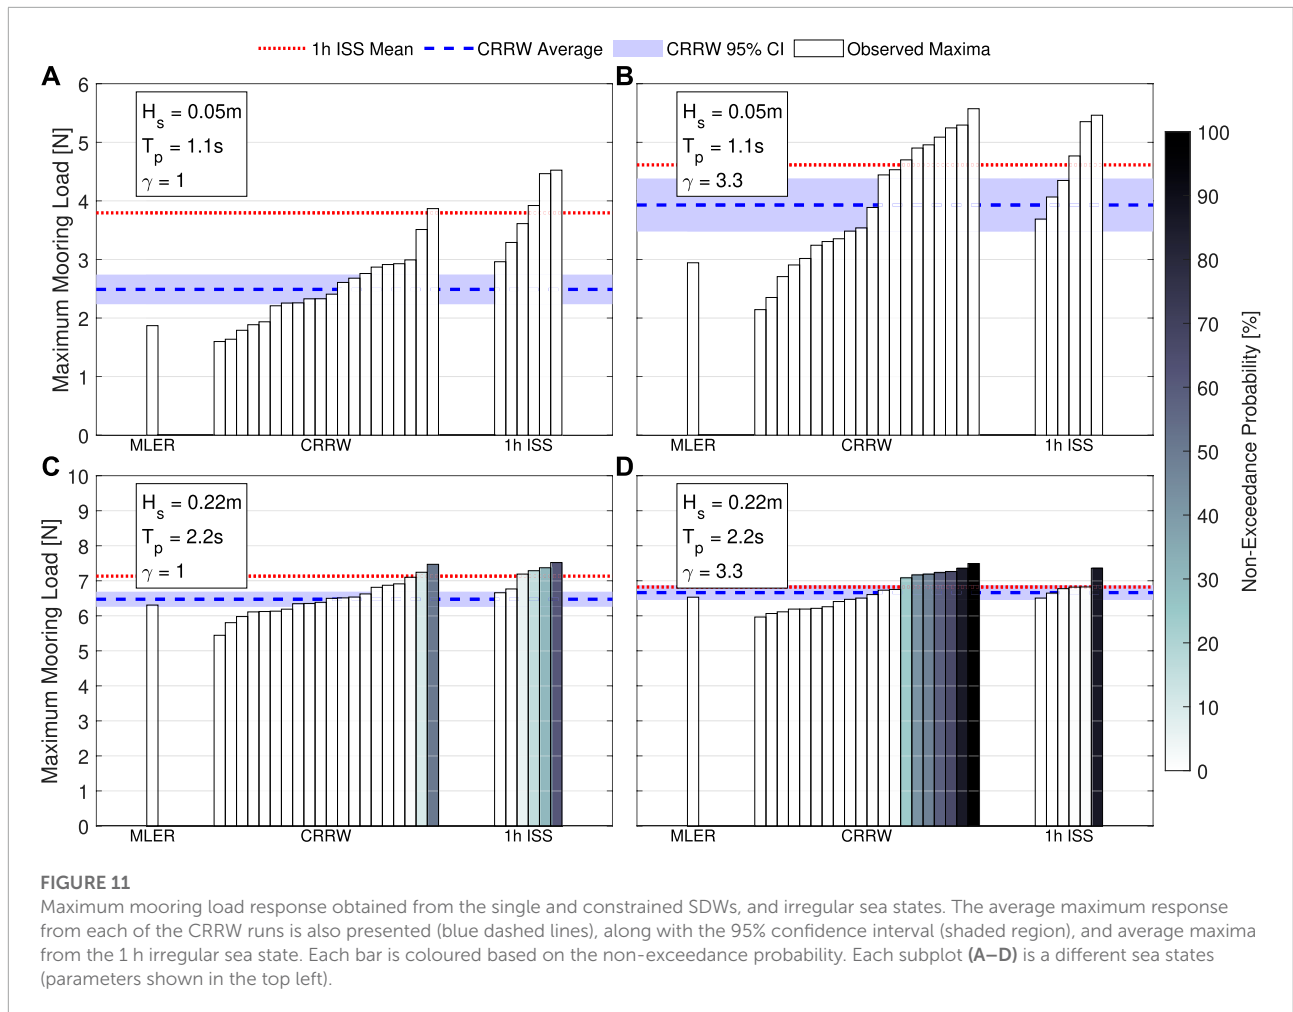 1h ISS Mean CRRW Average CRRW 95% CI Observed Maxima
A
B
Maximum Mooring Load [N]
6
5
4
3
2
1
0
H_s = 0.05m
T_p = 1.1s
γ = 1
MLER CRRW 1h ISS
H_s = 0.05m
T_p = 1.1s
γ = 3.3
MLER CRRW 1h ISS
C
D
Maximum Mooring Load [N]
10
9
8
7
6
5
4
3
2
1
0
H_s = 0.22m
T_p = 2.2s
γ = 1
MLER CRRW 1h ISS
H_s = 0.22m
T_p = 2.2s
γ = 3.3
MLER CRRW 1h ISS
100
90
80
70
60
50
40
30
20
10
0
Non-Exceedance Probability [%]
FIGURE 11
Maximum mooring load response obtained from the single and constrained SDWs, and irregular sea states. The average maximum response
from each of the CRRW runs is also presented (blue dashed lines), along with the 95% confidence interval (shaded region), and average maxima
from the 1 h irregular sea state. Each bar is coloured based on the non-exceedance probability. Each subplot (A–D) is a different sea states
(parameters shown in the top left).